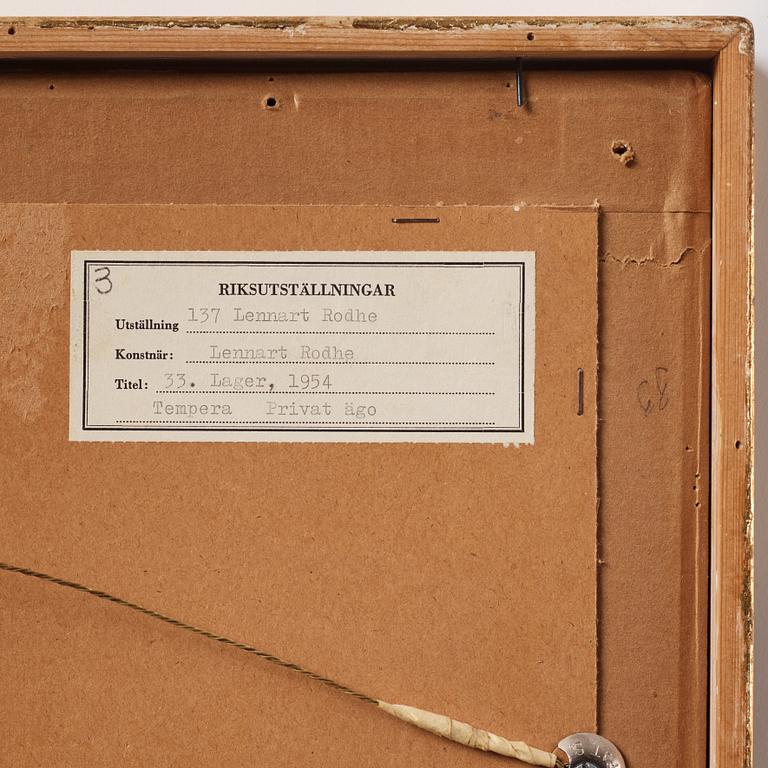 3
RIKSUTSTÄLLNINGAR
Utställning 137 Lennart Rodhe
Konstnär: Lennart Rodhe
Titel: 33. Lager, 1954
Tempera Privat ägo